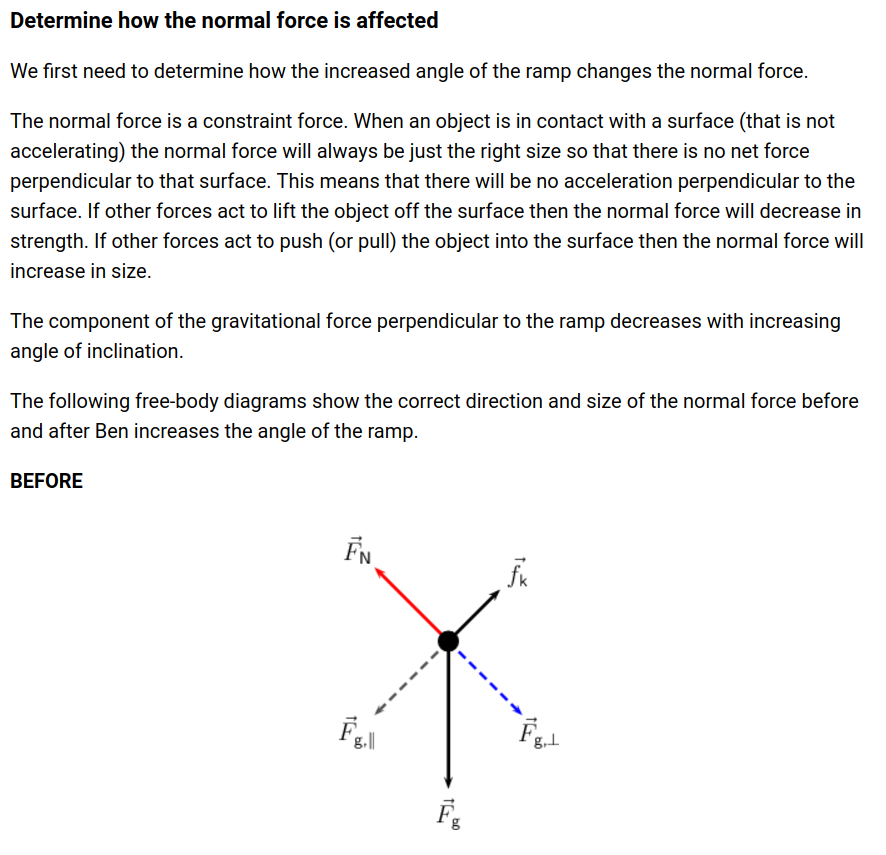 Determine how the normal force is affected
We first need to determine how the increased angle of the ramp changes the normal force.
The normal force is a constraint force. When an object is in contact with a surface (that is not
accelerating) the normal force will always be just the right size so that there is no net force
perpendicular to that surface. This means that there will be no acceleration perpendicular to the
surface. If other forces act to lift the object off the surface then the normal force will decrease in
strength. If other forces act to push (or pull) the object into the surface then the normal force will
increase in size.
The component of the gravitational force perpendicular to the ramp decreases with increasing
angle of inclination.
The following free-body diagrams show the correct direction and size of the normal force before
and after Ben increases the angle of the ramp.
BEFORE
F⃗_N
f⃗_k
F⃗_g,∥
F⃗_g,⊥
F⃗_g